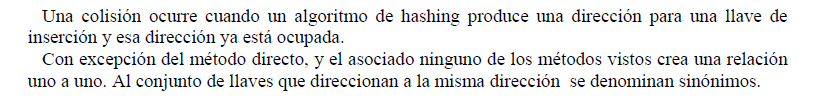 Una colisión ocurre cuando un algoritmo de hashing produce una dirección para una llave de
inserción y esa dirección ya está ocupada.
Con excepción del método directo, y el asociado ninguno de los métodos vistos crea una relación
uno a uno. Al conjunto de llaves que direccionan a la misma dirección se denominan sinónimos.